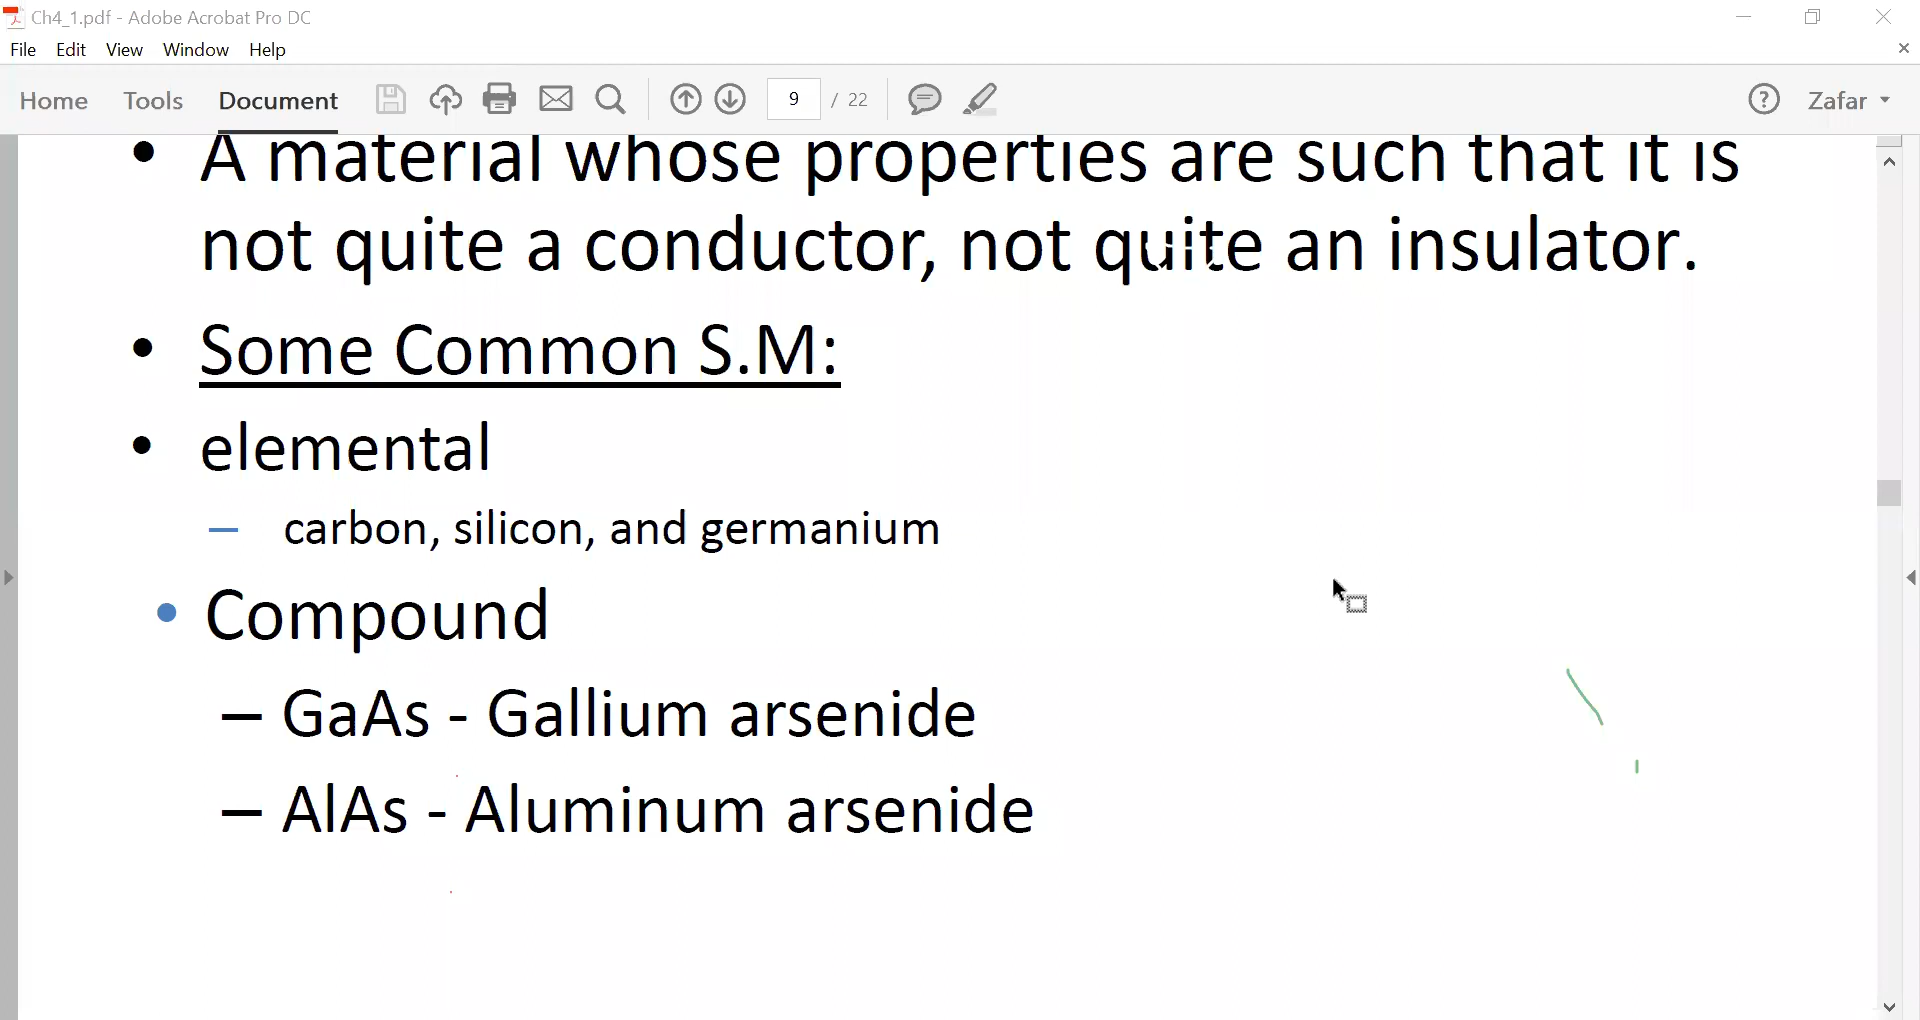 Ch4_1.pdf - Adobe Acrobat Pro DC
File Edit View Window Help
Home Tools Document 9 / 22 Zafar
• A material whose properties are such that it is
not quite a conductor, not quite an insulator.
• Some Common S.M:
• elemental
– carbon, silicon, and germanium
• Compound
– GaAs - Gallium arsenide
– AlAs - Aluminum arsenide